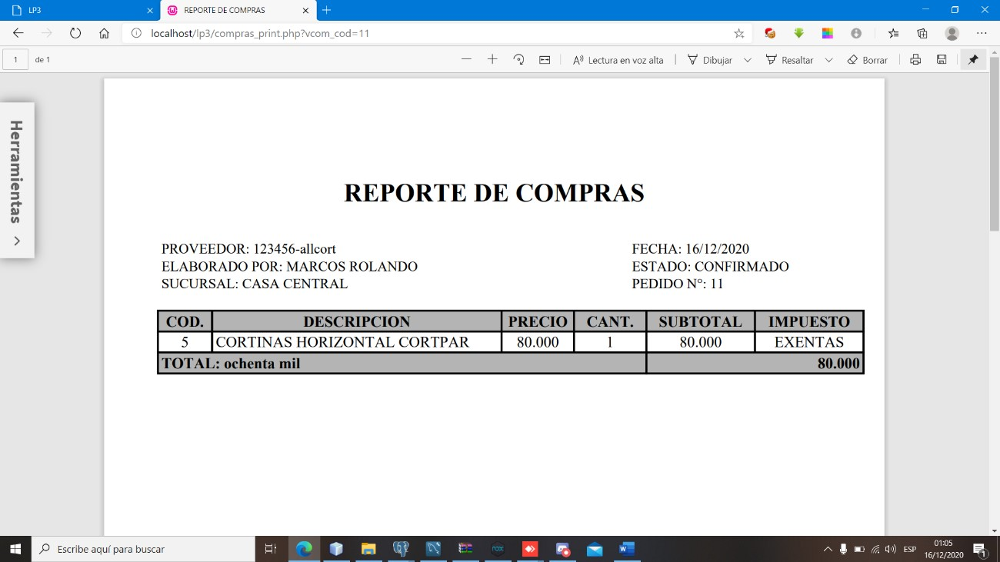 LP3
REPORTE DE COMPRAS
localhost/lp3/compras_print.php?vcom_cod=11
1 de 1
Lectura en voz alta
Dibujar
Resaltar
Borrar
Herramientas
REPORTE DE COMPRAS
PROVEEDOR: 123456-allcort
FECHA: 16/12/2020
ELABORADO POR: MARCOS ROLANDO
ESTADO: CONFIRMADO
SUCURSAL: CASA CENTRAL
PEDIDO N°: 11
COD. DESCRIPCION PRECIO CANT. SUBTOTAL IMPUESTO
5 CORTINAS HORIZONTAL CORTPAR 80.000 1 80.000 EXENTAS
TOTAL: ochenta mil 80.000
Escribe aquí para buscar
nox
ESP
01:05
16/12/2020
1